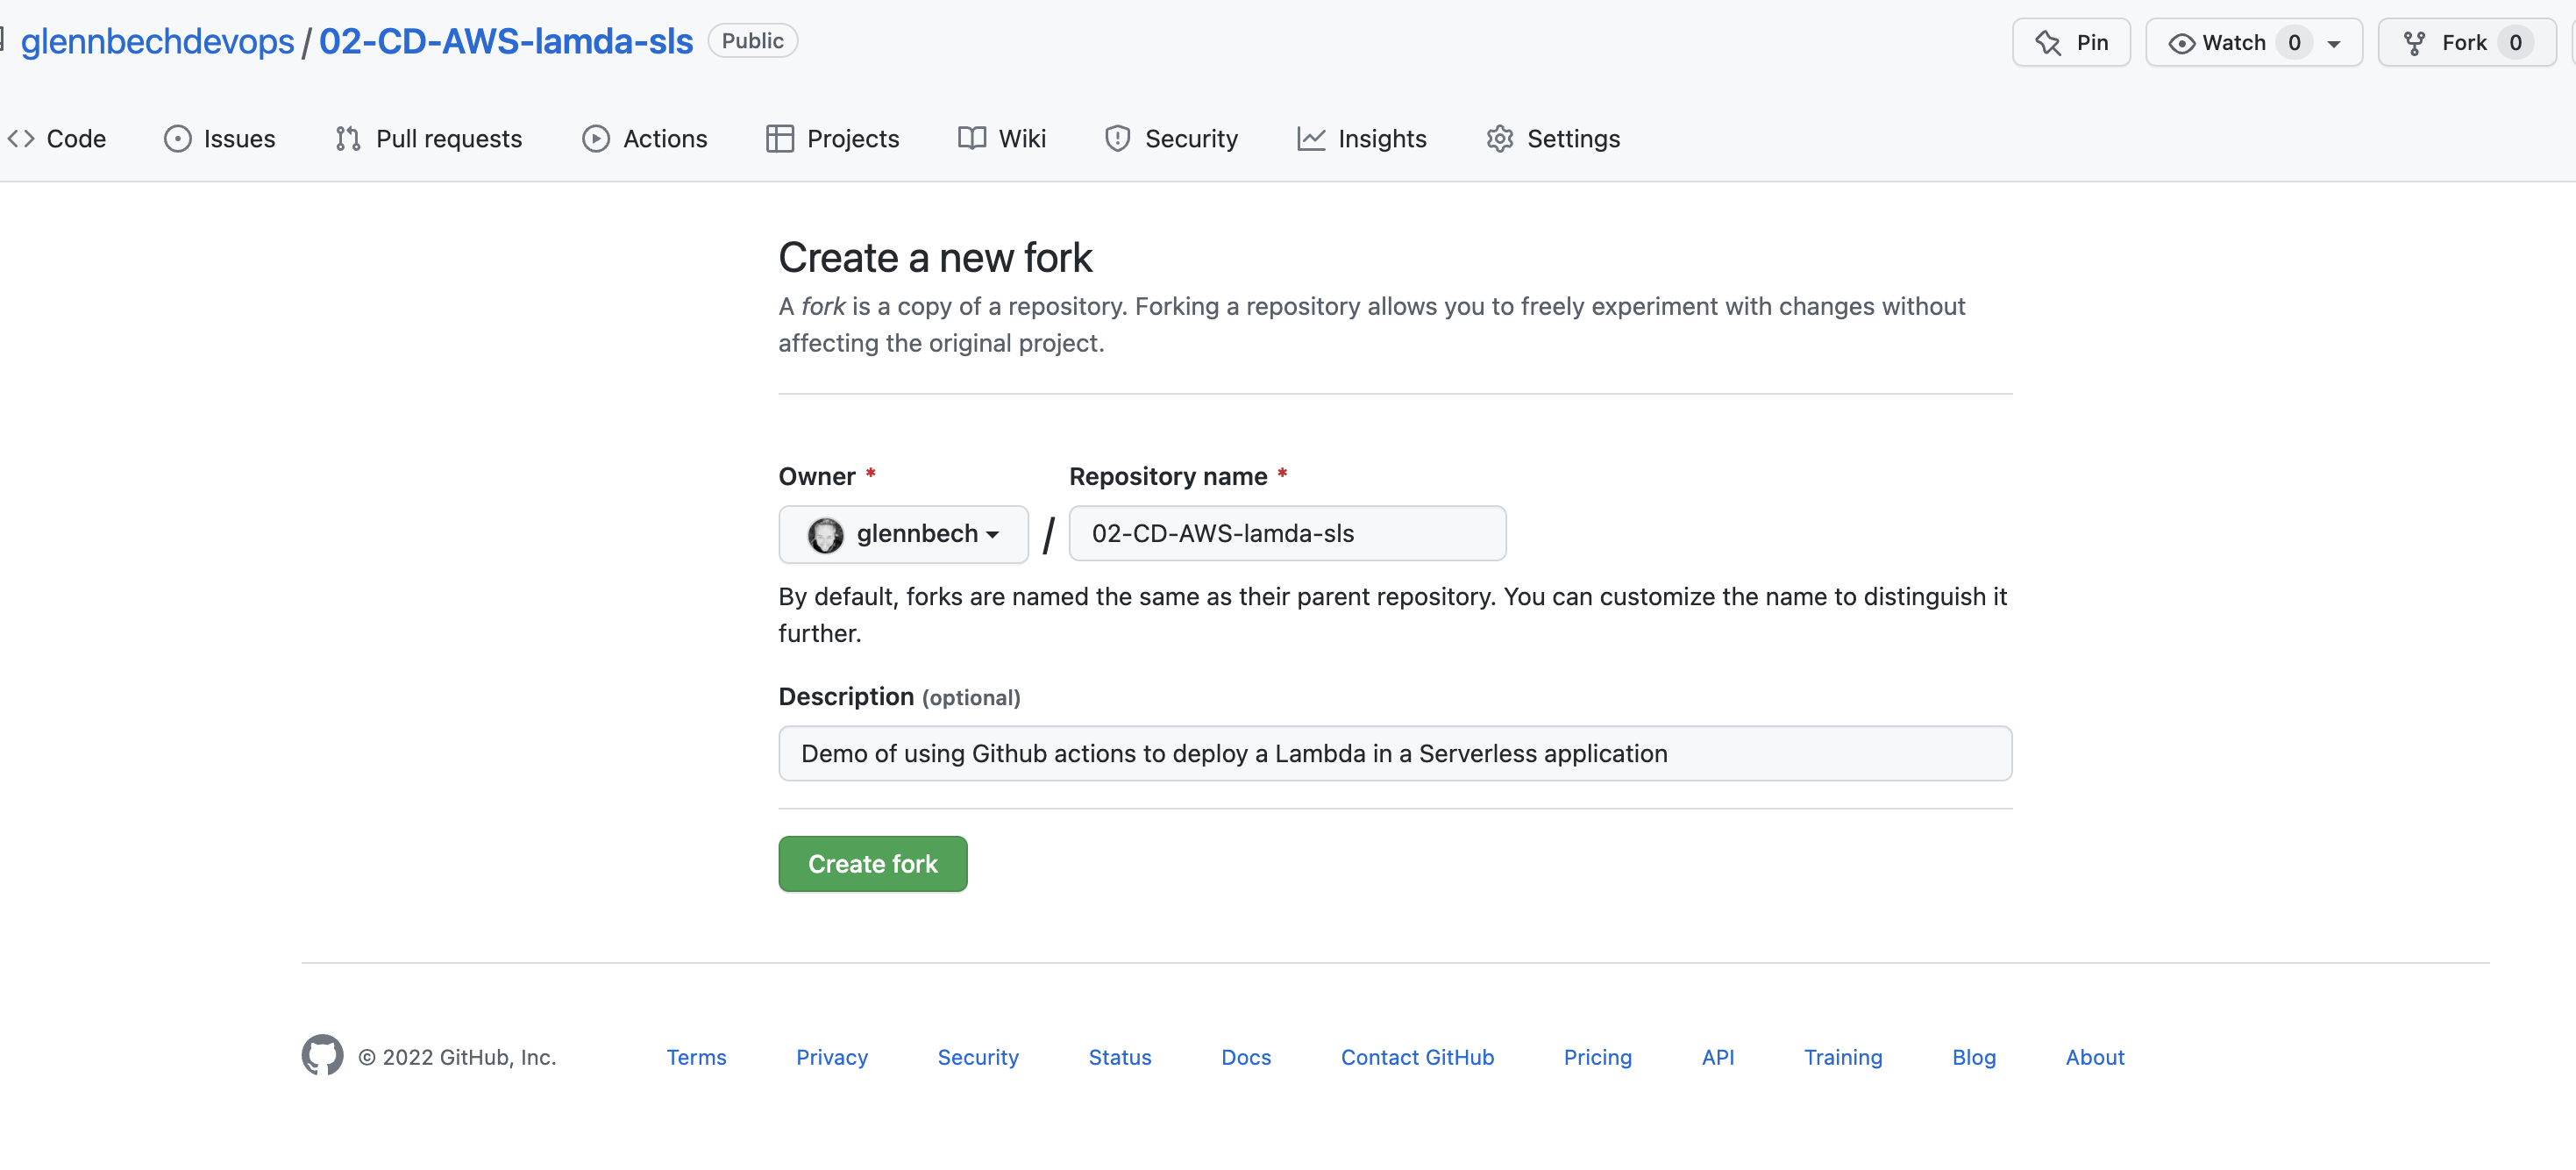 glennbechdevops / 02-CD-AWS-lamda-sls Public Pin Watch 0 Fork 0
Code Issues Pull requests Actions Projects Wiki Security Insights Settings
Create a new fork
A fork is a copy of a repository. Forking a repository allows you to freely experiment with changes without
affecting the original project.
Owner * Repository name *
glennbech / 02-CD-AWS-lamda-sls
By default, forks are named the same as their parent repository. You can customize the name to distinguish it
further.
Description (optional)
Demo of using Github actions to deploy a Lambda in a Serverless application
Create fork
© 2022 GitHub, Inc. Terms Privacy Security Status Docs Contact GitHub Pricing API Training Blog About